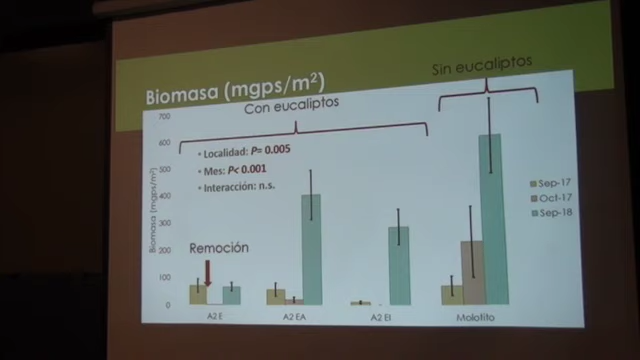 Biomasa (mgps/m²)
Sin eucaliptos
Con eucaliptos
• Localidad: P= 0.005
• Mes: P< 0.001
• Interacción: n.s.
Remoción
Biomasa (mgps/m²)
700
600
500
400
300
200
100
0
A2 E
A2 EA
A2 EI
Molotito
Sep-17
Oct-17
Sep-18